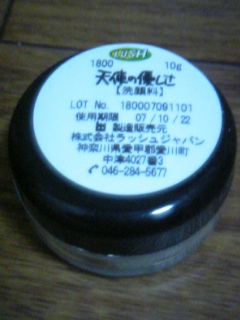 LUSH
1800 10g
天使の優しさ
【洗顔料】
LOT No. 180007091101
使用期限 07/10/22
製造販売元
株式会社ラッシュジャパン
神奈川県愛甲郡愛川町
中津4027番3
✆046-284-5677